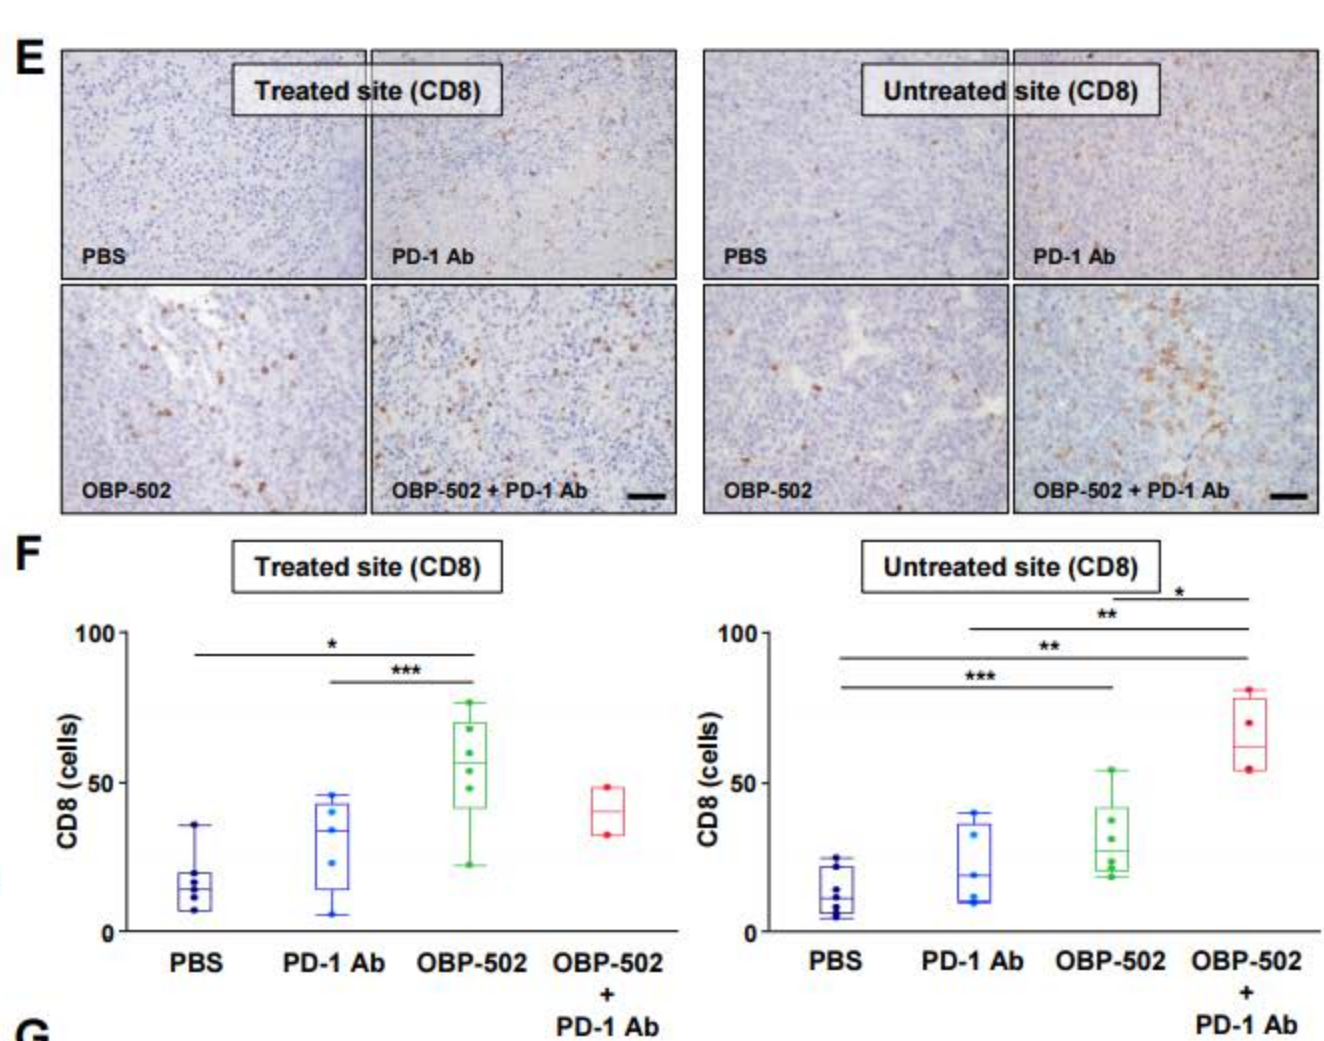 E
Treated site (CD8)
Untreated site (CD8)
PBS
PD-1 Ab
PBS
PD-1 Ab
OBP-502
OBP-502 + PD-1 Ab
OBP-502
OBP-502 + PD-1 Ab
F
Treated site (CD8)
Untreated site (CD8)
CD8 (cells)
100
50
0
*
***
PBS
PD-1 Ab
OBP-502
OBP-502
+
PD-1 Ab
CD8 (cells)
100
50
0
*
**
**
***
PBS
PD-1 Ab
OBP-502
OBP-502
+
PD-1 Ab
G